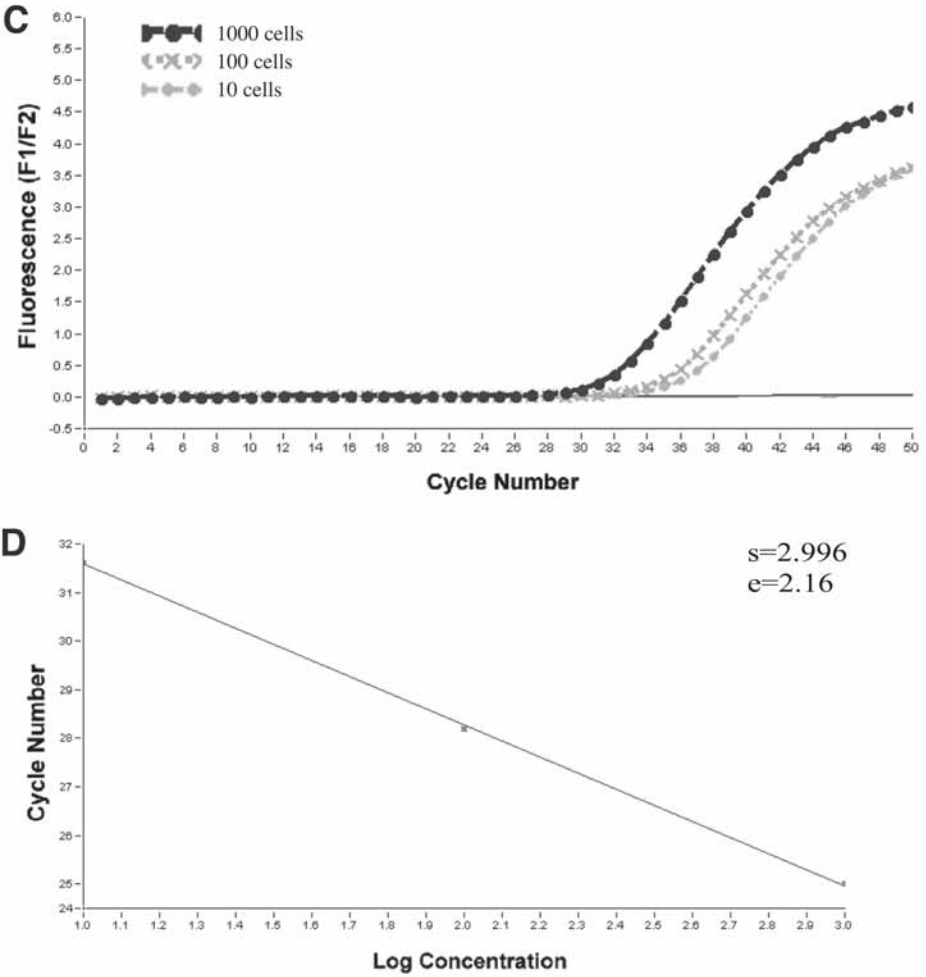 C
6.0
5.5
5.0
4.5
4.0
3.5
3.0
2.5
2.0
1.5
1.0
0.5
0.0
-0.5
Fluorescence (F1/F2)
1000 cells
100 cells
10 cells
0 2 4 6 8 10 12 14 16 18 20 22 24 26 28 30 32 34 36 38 40 42 44 46 48 50
Cycle Number
D
32
31
30
29
28
27
26
25
24
Cycle Number
s=2.996
e=2.16
1.0 1.1 1.2 1.3 1.4 1.5 1.6 1.7 1.8 1.9 2.0 2.1 2.2 2.3 2.4 2.5 2.6 2.7 2.8 2.9 3.0
Log Concentration